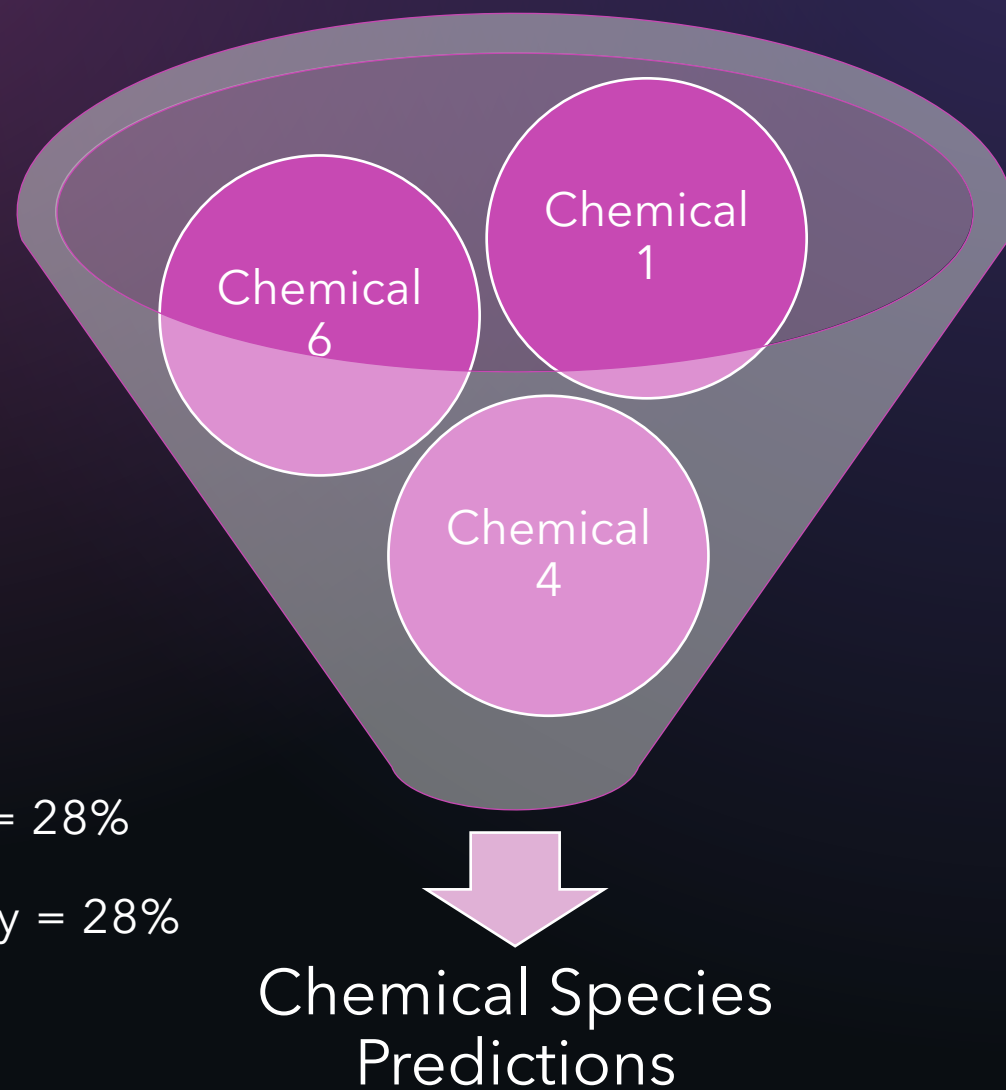 Chemical
1
Chemical
6
Chemical
4
= 28%
y = 28%
Chemical Species
Predictions